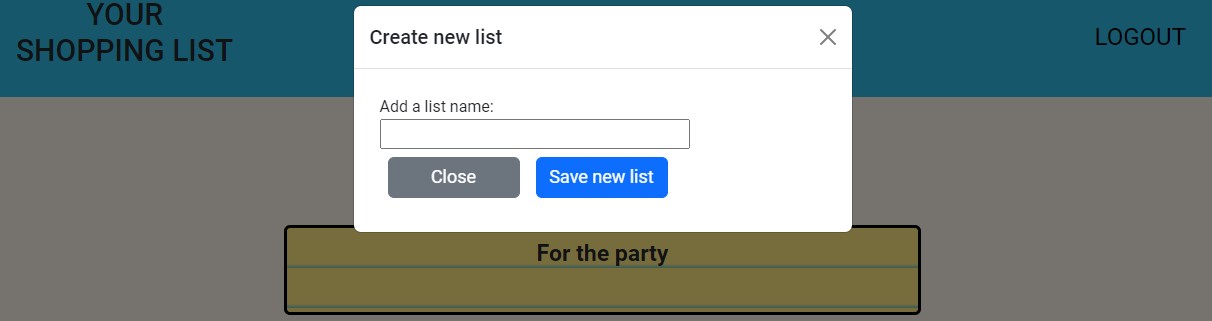 YOUR
SHOPPING LIST
Create new list
LOGOUT
Add a list name:
Close
Save new list
For the party